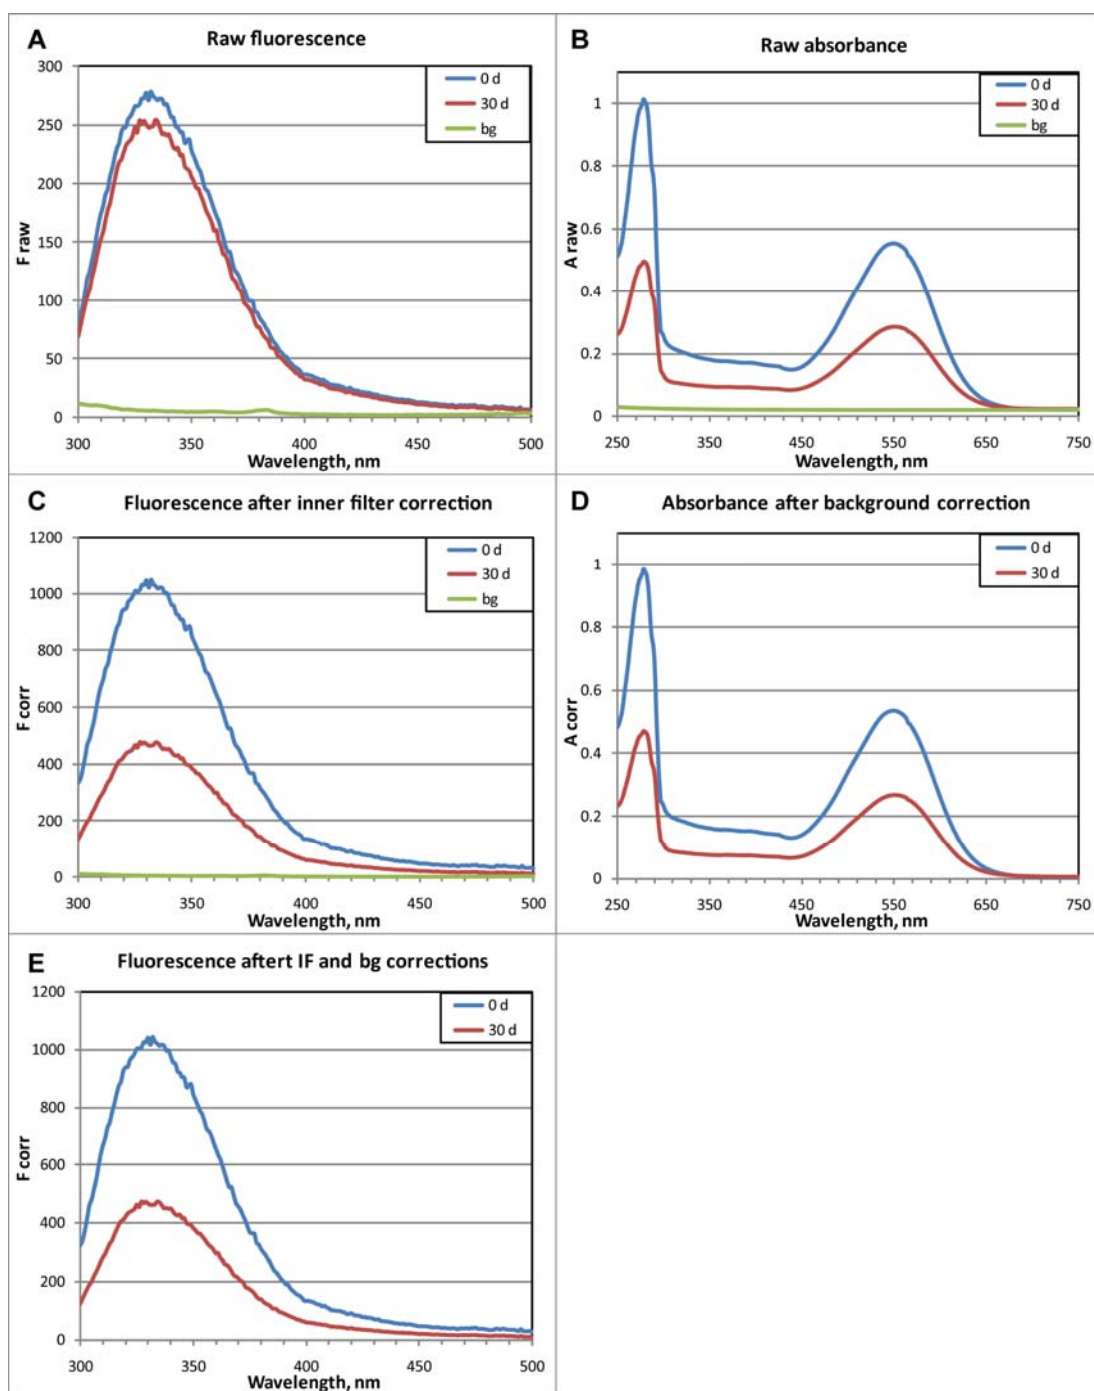 A
Raw fluorescence
300
250
200
150
100
50
0
F raw
0 d
30 d
bg
300 350 400 450 500
Wavelength, nm
B
Raw absorbance
1
0.8
0.6
0.4
0.2
0
A raw
0 d
30 d
bg
250 350 450 550 650 750
Wavelength, nm
C
Fluorescence after inner filter correction
1200
1000
800
600
400
200
0
F corr
0 d
30 d
bg
300 350 400 450 500
Wavelength, nm
D
Absorbance after background correction
1
0.8
0.6
0.4
0.2
0
A corr
0 d
30 d
250 350 450 550 650 750
Wavelength, nm
E
Fluorescence aftert IF and bg corrections
1200
1000
800
600
400
200
0
F corr
0 d
30 d
300 350 400 450 500
Wavelength, nm